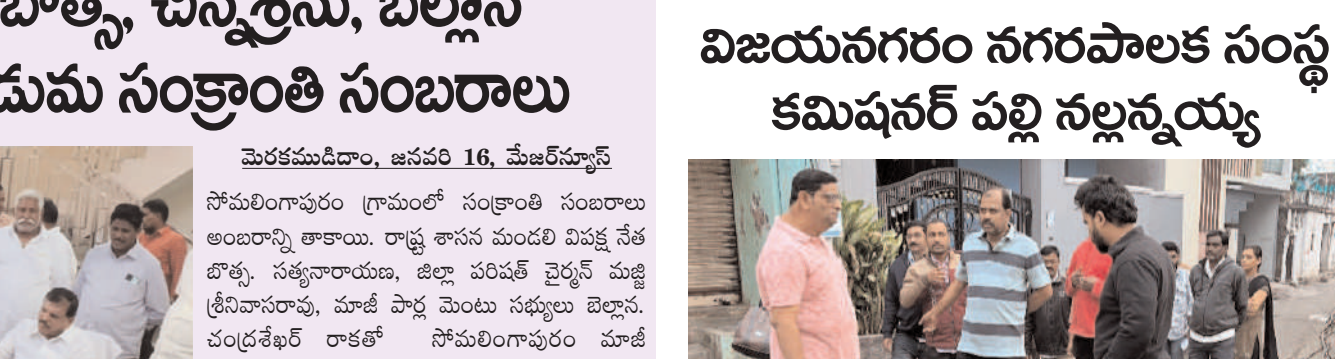 బొత్స, చిన్నశ్రీను, బెల్లాన
డుమ సంక్రాంతి సంబరాలు
మెరకముడిదాం, జనవరి 16, మేజర్‌న్యూస్
సోమలింగాపురం గ్రామంలో సంక్రాంతి సంబరాలు
అంబరాన్ని తాకాయి. రాష్ట్ర శాసన మండలి విపక్ష నేత
బొత్స. సత్యనారాయణ, జిల్లా పరిషత్ చైర్మన్ మజ్జి
శ్రీనివాసరావు, మాజీ పార్ల మెంటు సభ్యులు బెల్లాన.
చంద్రశేఖర్ రాకతో సోమలింగాపురం మాజీ
విజయనగరం నగరపాలక సంస్థ
కమిషనర్ పల్లి నల్లన్నయ్య